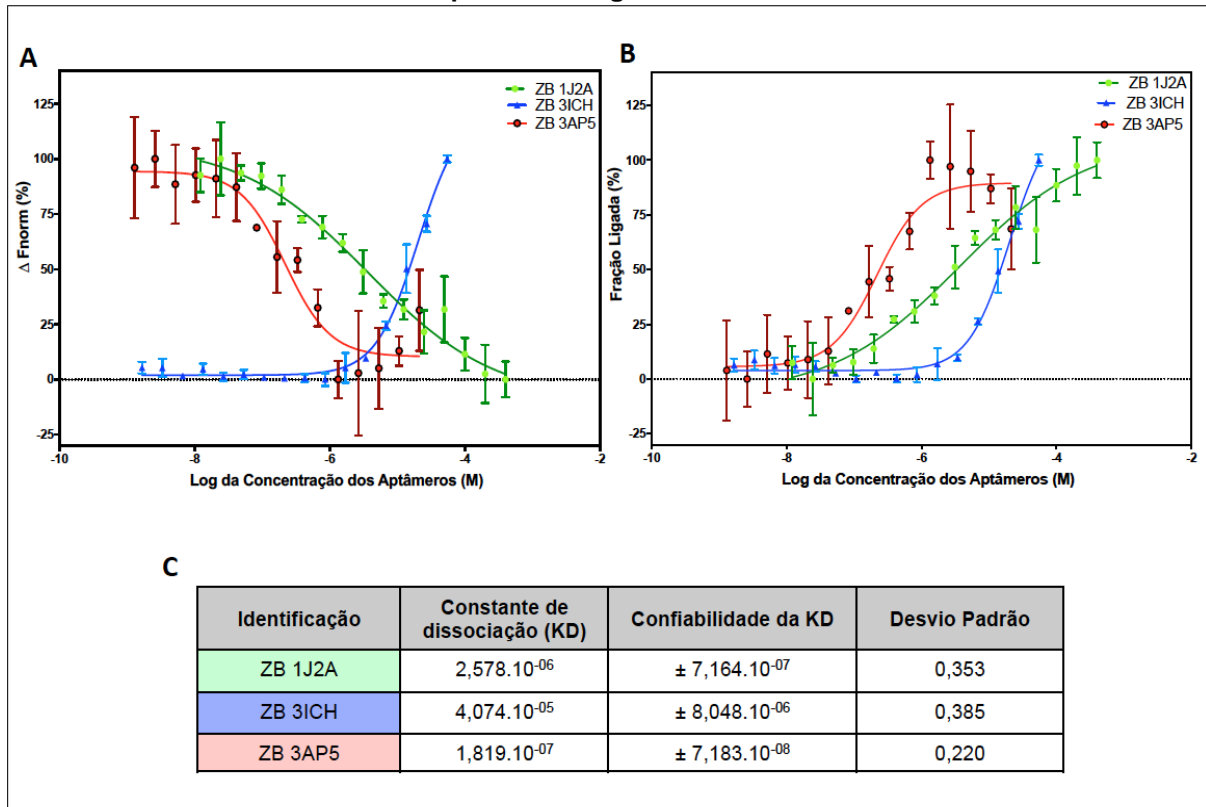 A
ZB 1J2A
ZB 3ICH
ZB 3AP5
Δ Fnorm (%)
125
100
75
50
25
0
-25
-10
-8
-6
-4
-2
Log da Concentração dos Aptâmeros (M)
B
ZB 1J2A
ZB 3ICH
ZB 3AP5
Fração Ligada (%)
125
100
75
50
25
0
-25
-10
-8
-6
-4
-2
Log da Concentração dos Aptâmeros (M)
C
Identificação
Constante de
dissociação (KD)
Confiabilidade da KD
Desvio Padrão
ZB 1J2A
2,578.10⁻⁰⁶
± 7,164.10⁻⁰⁷
0,353
ZB 3ICH
4,074.10⁻⁰⁵
± 8,048.10⁻⁰⁶
0,385
ZB 3AP5
1,819.10⁻⁰⁷
± 7,183.10⁻⁰⁸
0,220